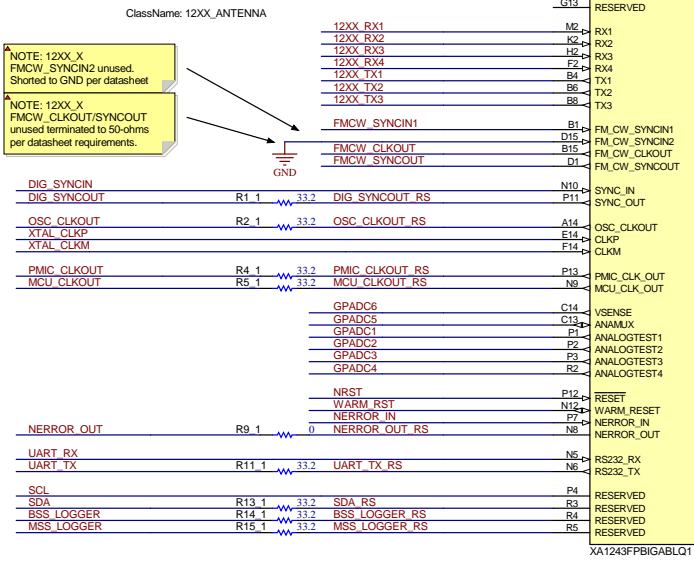 G13 RESERVED
ClassName: 12XX_ANTENNA
12XX_RX1 M2 RX1
12XX_RX2 K2 RX2
12XX_RX3 H2 RX3
12XX_RX4 F2 RX4
12XX_TX1 B4 TX1
12XX_TX2 B6 TX2
12XX_TX3 B8 TX3
NOTE: 12XX_X
FMCW_SYNCIN2 unused.
Shorted to GND per datasheet
NOTE: 12XX_X
FMCW_CLKOUT/SYNCOUT
unused terminated to 50-ohms
per datasheet requirements.
FMCW_SYNCIN1 B1 FM_CW_SYNCIN1
D15 FM_CW_SYNCIN2
FMCW_CLKOUT B15 FM_CW_CLKOUT
FMCW_SYNCOUT D1 FM_CW_SYNCOUT
GND
DIG_SYNCIN N10 SYNC_IN
DIG_SYNCOUT R1_1 33.2 DIG_SYNCOUT_RS P11 SYNC_OUT
OSC_CLKOUT R2_1 33.2 OSC_CLKOUT_RS A14 OSC_CLKOUT
XTAL_CLKP E14 CLKP
XTAL_CLKM F14 CLKM
PMIC_CLKOUT R4_1 33.2 PMIC_CLKOUT_RS P13 PMIC_CLK_OUT
MCU_CLKOUT R5_1 33.2 MCU_CLKOUT_RS N9 MCU_CLK_OUT
GPADC6 C14 VSENSE
GPADC5 C13 ANAMUX
GPADC1 P1 ANALOGTEST1
GPADC2 P2 ANALOGTEST2
GPADC3 P3 ANALOGTEST3
GPADC4 R2 ANALOGTEST4
NRST P12 RESET
WARM_RST N12 WARM_RESET
NERROR_IN P7 NERROR_IN
NERROR_OUT R9_1 0 NERROR_OUT_RS N8 NERROR_OUT
UART_RX N5 RS232_RX
UART_TX R11_1 33.2 UART_TX_RS N6 RS232_TX
SCL P4 RESERVED
SDA R13_1 33.2 SDA_RS R3 RESERVED
BSS_LOGGER R14_1 33.2 BSS_LOGGER_RS R4 RESERVED
MSS_LOGGER R15_1 33.2 MSS_LOGGER_RS R5 RESERVED
XA1243FPBIGABLQ1